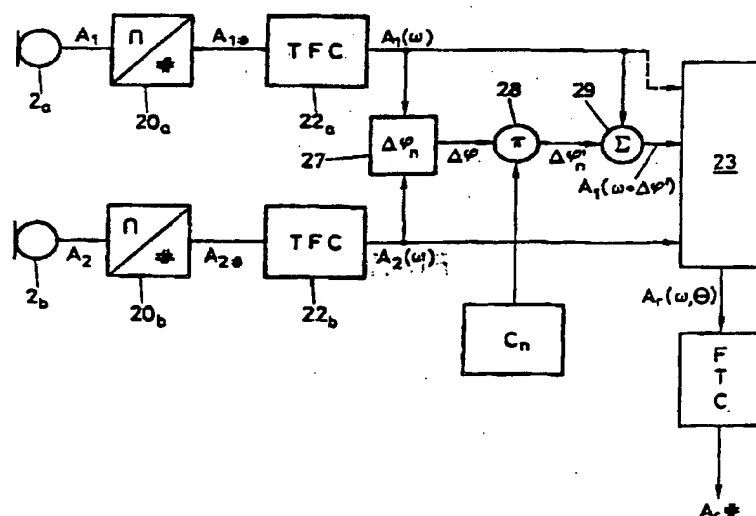 A₁
∩
#
A₁*
TFC
A₁(ω)
28
29
2ₐ
20ₐ
22ₐ
27
Δφₙ
Δφ
π
Δφ'ₙ
Σ
A₁(ω+Δφ')
23
A₂
∩
#
A₂*
TFC
A₂(ω)
2b
20b
22b
Cₙ
Aᵣ(ω,Θ)
F
T
C